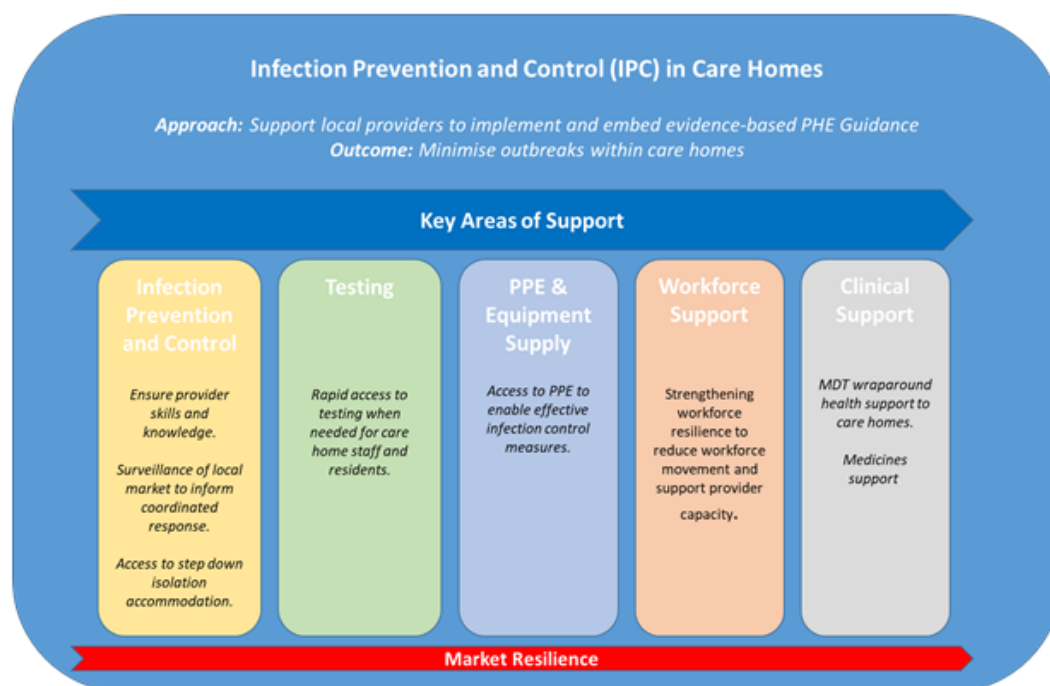 Infection Prevention and Control (IPC) in Care Homes
Approach: Support local providers to implement and embed evidence-based PHE Guidance
Outcome: Minimise outbreaks within care homes
Key Areas of Support
Infection
Prevention
and Control
Ensure provider
skills and
knowledge.
Surveillance of local
market to inform
coordinated
response.
Access to step down
isolation
accommodation.
Testing
Rapid access to
testing when
needed for care
home staff and
residents.
PPE &
Equipment
Supply
Access to PPE to
enable effective
infection control
measures.
Workforce
Support
Strengthening
workforce
resilience to
reduce workforce
movement and
support provider
capacity.
Clinical
Support
MDT wraparound
health support to
care homes.
Medicines
support
Market Resilience